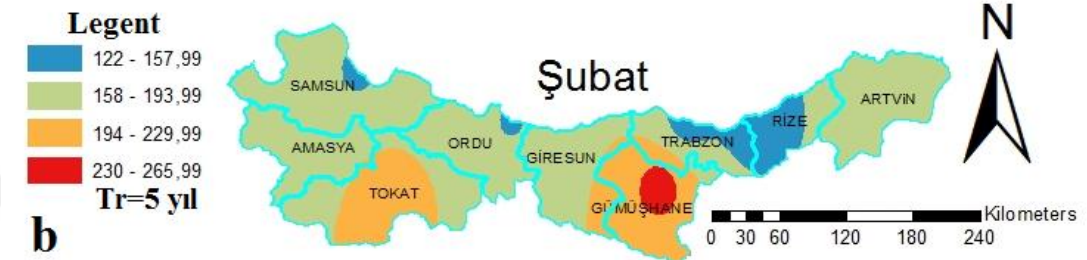 Legent
122 - 157,99
158 - 193,99
194 - 229,99
230 - 265,99
Tr=5 yıl
b
Şubat
N
SAMSUN
AMASYA
TOKAT
ORDU
GİRESUN
GÜMÜŞHANE
TRABZON
RİZE
ARTVİN
Kilometers
0 30 60 120 180 240